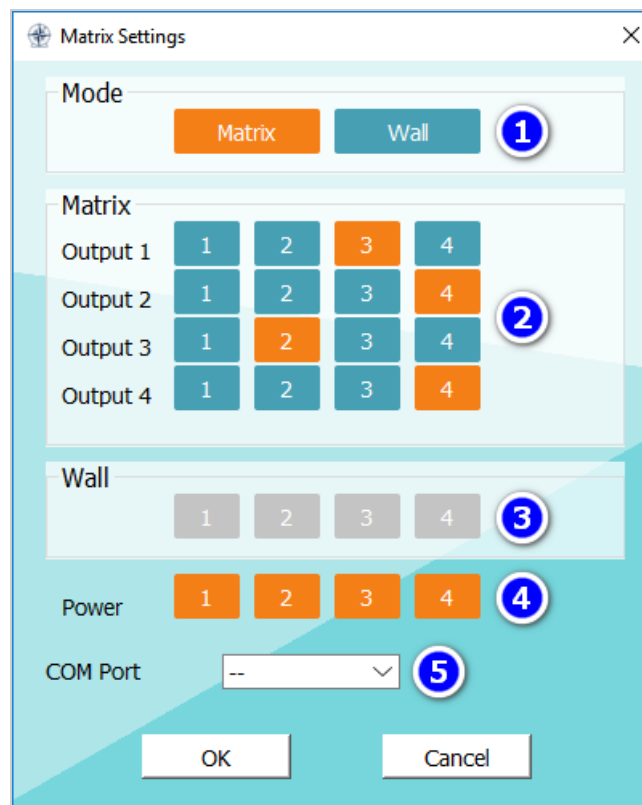 Matrix Settings
Mode
Matrix Wall 1
Matrix
Output 1 1 2 3 4
Output 2 1 2 3 4
2
Output 3 1 2 3 4
Output 4 1 2 3 4
Wall
1 2 3 4 3
Power 1 2 3 4 4
COM Port -- 5
OK Cancel